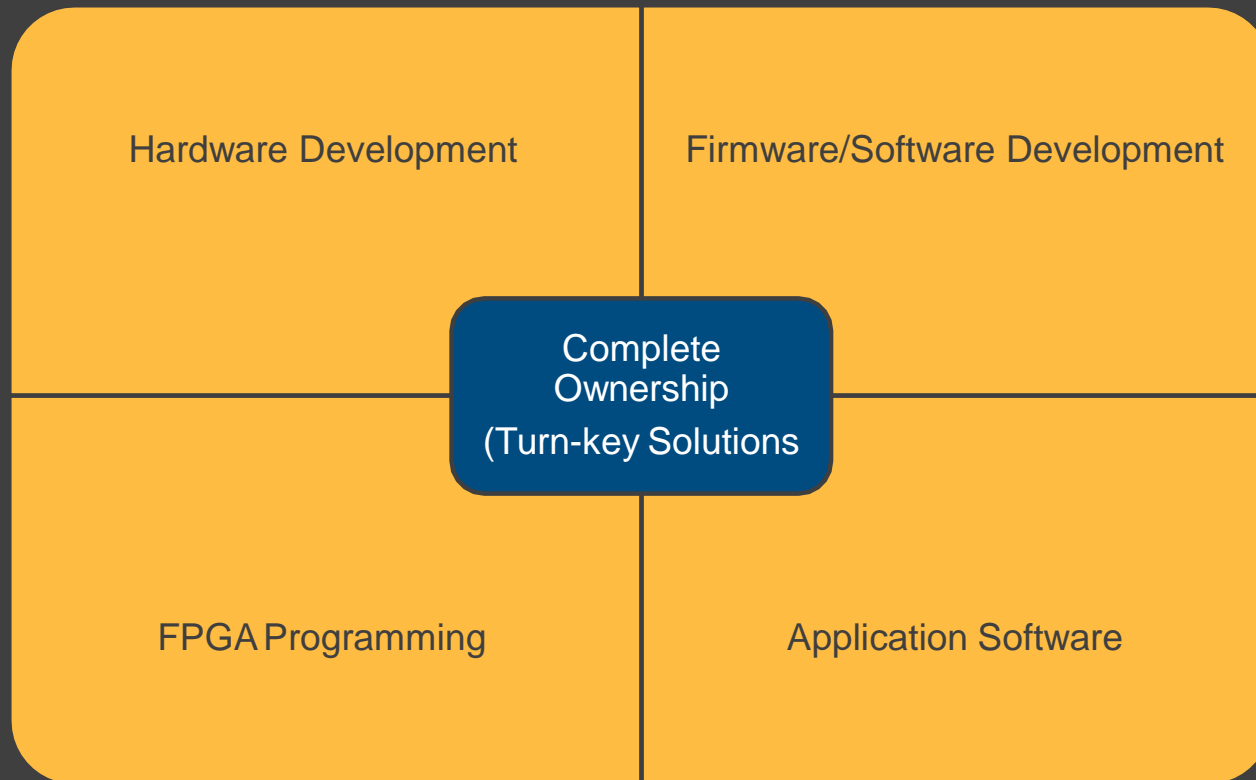 Hardware Development
Firmware/Software Development
Complete
Ownership
(Turn-key Solutions
FPGA Programming
Application Software